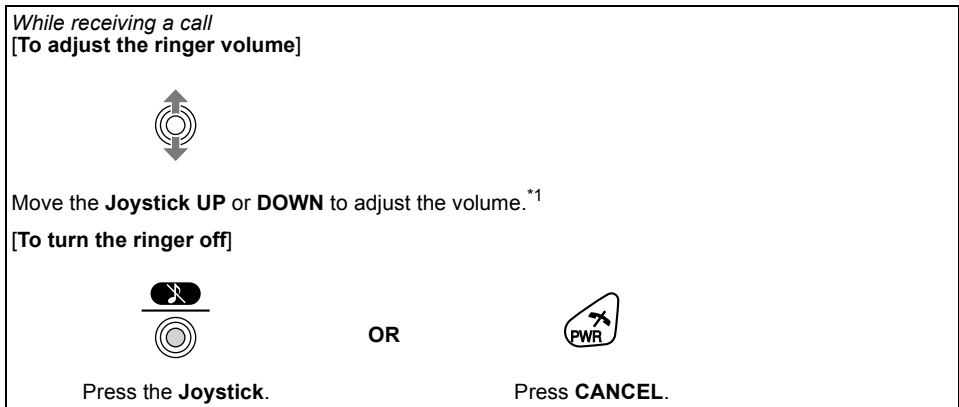 While receiving a call
[To adjust the ringer volume]
Move the Joystick UP or DOWN to adjust the volume.*1
[To turn the ringer off]
OR
PWR
Press the Joystick.
Press CANCEL.